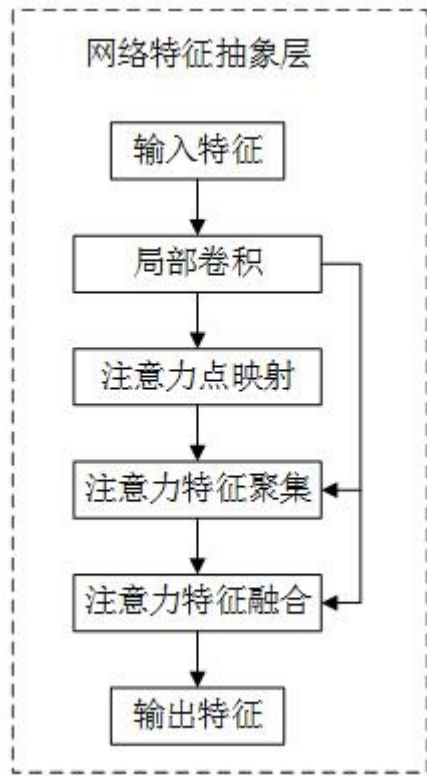 网络特征抽象层
输入特征
局部卷积
注意力点映射
注意力特征聚集
注意力特征融合
输出特征